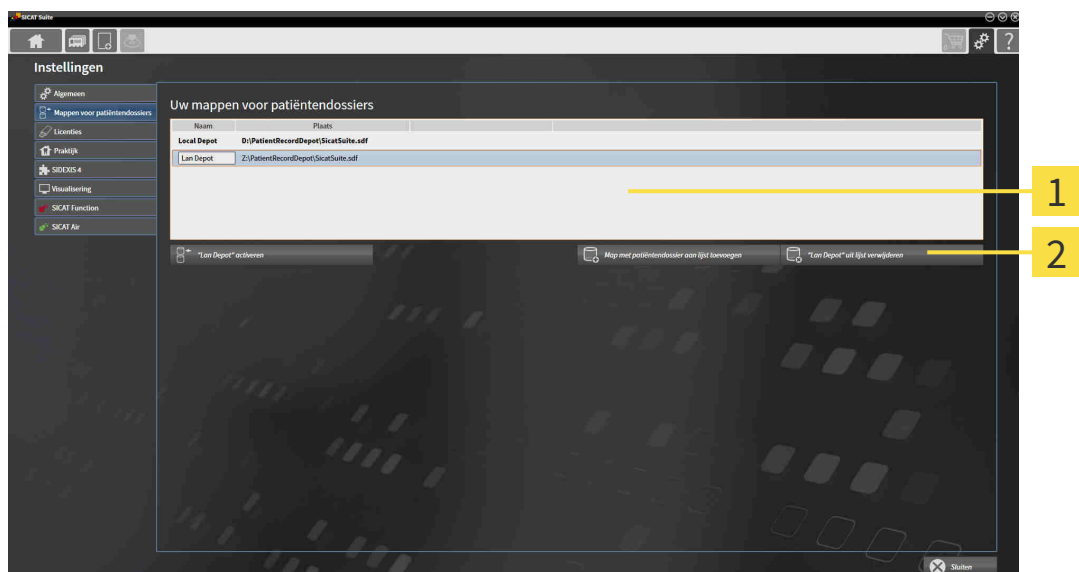 SICAT Suite
?
Instellingen
Algemeen
Mappen voor patiëntendossiers
Licenties
Praktijk
SIDEXIS 4
Visualisering
SICAT Function
SICAT Air
Uw mappen voor patiëntendossiers
Naam Plaats
Local Depot D:\PatientRecordDepot\SicatSuite.sdf
Lan Depot Z:\PatientRecordDepot\SicatSuite.sdf
1
"Lan Depot" activeren Map met patiëntendossier aan lijst toevoegen "Lan Depot" uit lijst verwijderen
2
Sluiten